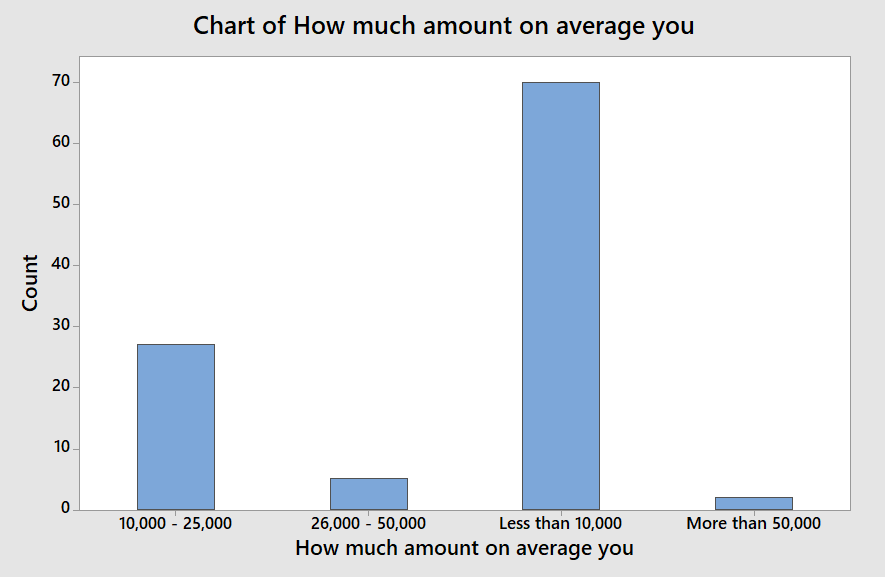 Chart of How much amount on average you
70
60
50
40
30
20
10
0
Count
10,000 - 25,000 26,000 - 50,000 Less than 10,000 More than 50,000
How much amount on average you